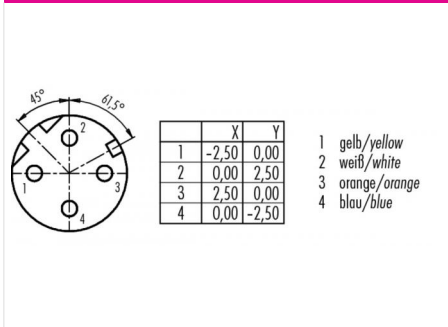 45°
61,5°
2
1
3
4
X Y
1 -2,50 0,00
2 0,00 2,50
3 2,50 0,00
4 0,00 -2,50
1 gelb/yellow
2 weiß/white
3 orange/orange
4 blau/blue